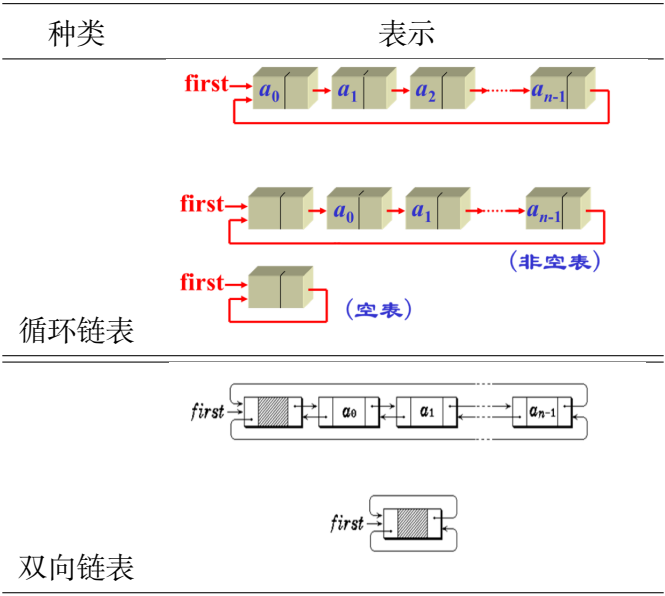 种类 表示
first a0 a1 a2 an-1
first a0 a1 an-1
(非空表)
first
(空表)
循环链表
first a0 a1 an-1
first
双向链表